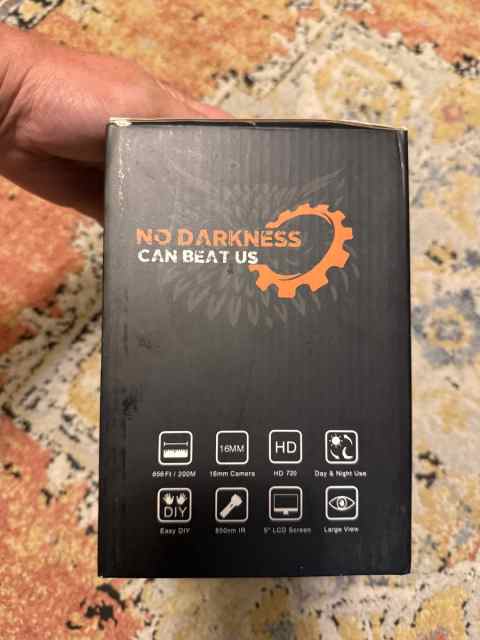 NO DARKNESS
CAN BEAT US
16MM
HD
656Ft / 200M
16mm Camera
HD 720
Day & Night Use
DIY
Easy DIY
850nm IR
5" LCD Screen
Large View